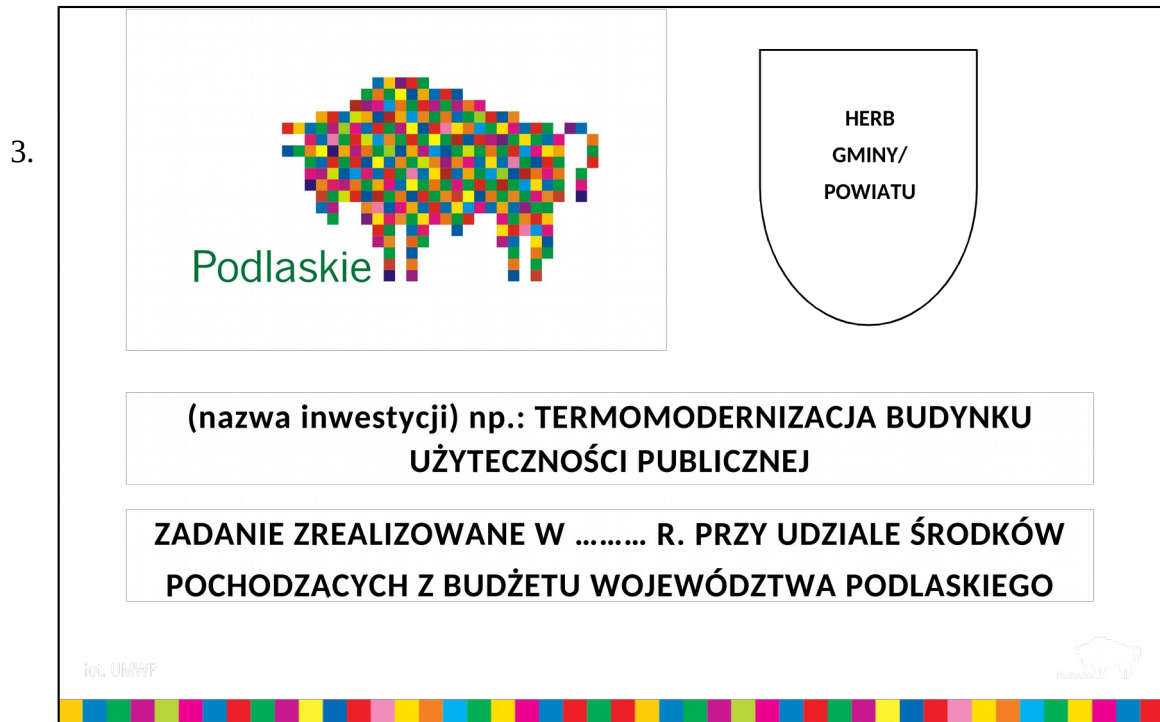 3.
Podlaskie
HERB
GMINY/
POWIATU
(nazwa inwestycji) np.: TERMOMODERNIZACJA BUDYNKU
UŻYTECZNOŚCI PUBLICZNEJ
ZADANIE ZREALIZOWANE W ……… R. PRZY UDZIALE ŚRODKÓW
POCHODZĄCYCH Z BUDŻETU WOJEWÓDZTWA PODLASKIEGO
fot. UMWP
Podlaskie